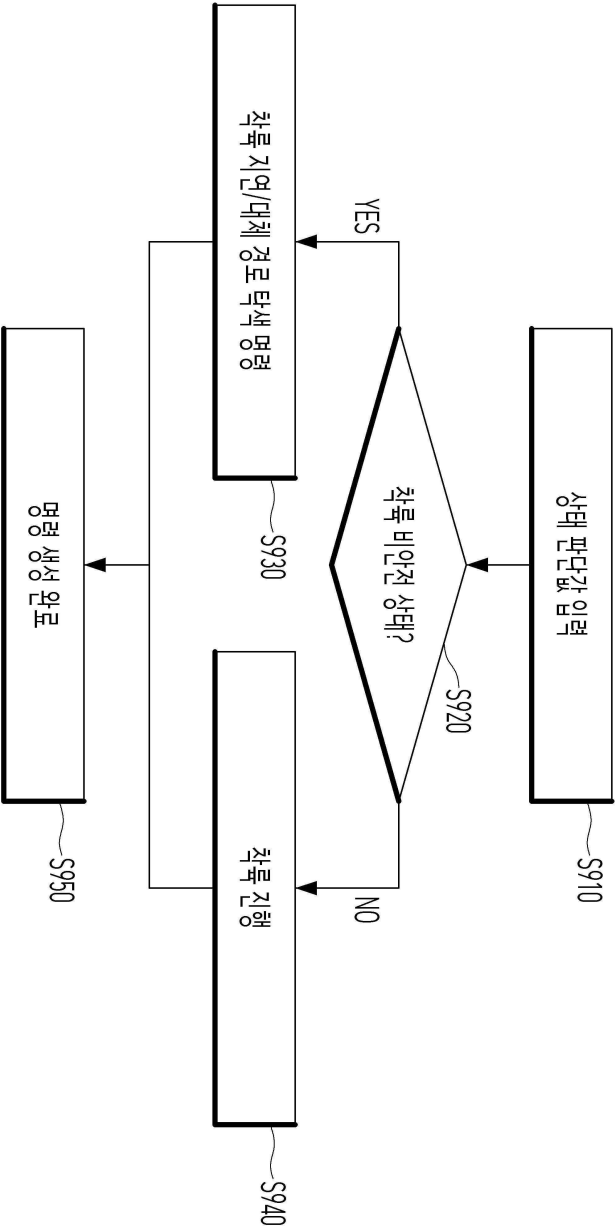 상태 판단값 입력
S910
착륙 비안전 상태?
S920
YES
NO
착륙 지연/대체 경로 탐색 명령
S930
착륙 진행
S940
명령 생성 완료
S950